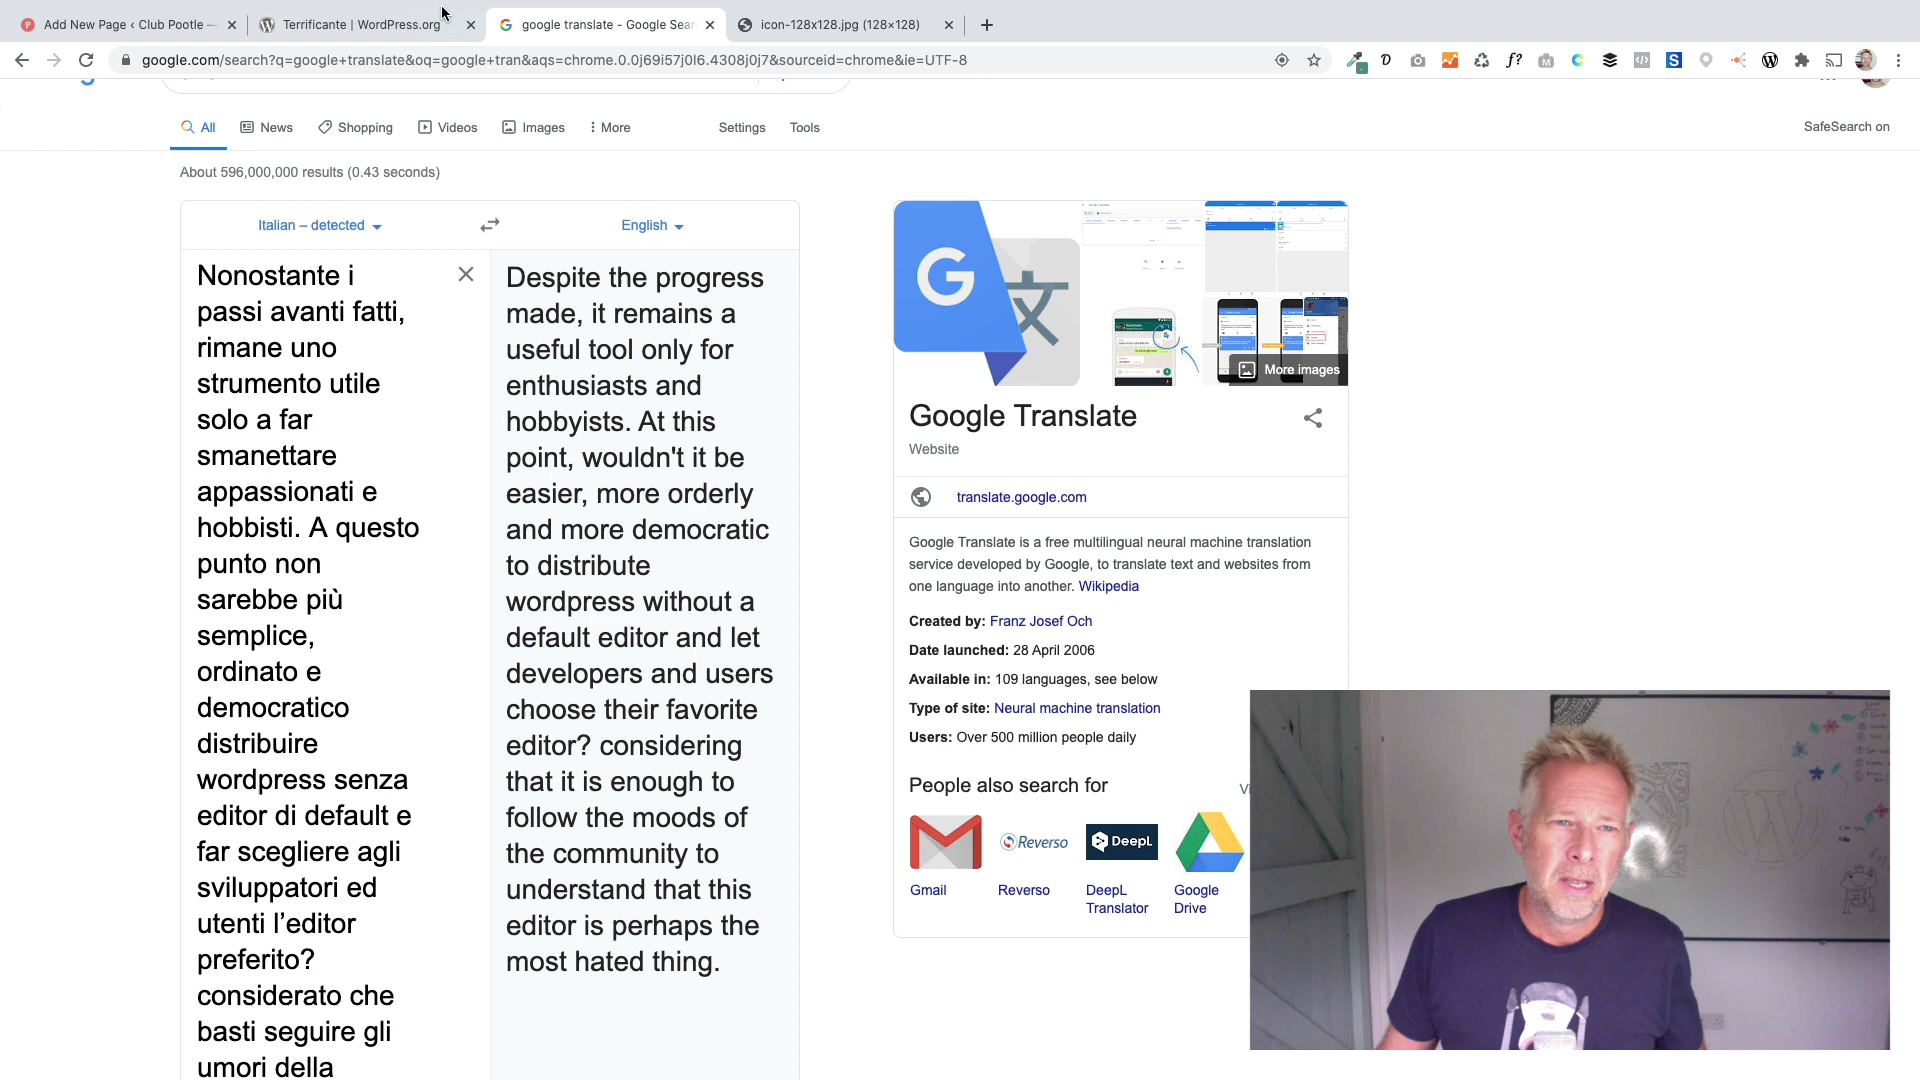 Add New Page ‹ Club Pootle —
Terrificante | WordPress.org
google translate - Google Sear
icon-128x128.jpg (128×128)
google.com/search?q=google+translate&oq=google+tran&aqs=chrome.0.0j69i57j0l6.4308j0j7&sourceid=chrome&ie=UTF-8
All
News
Shopping
Videos
Images
More
Settings
Tools
SafeSearch on
About 596,000,000 results (0.43 seconds)
Italian – detected
English
Nonostante i
passi avanti fatti,
rimane uno
strumento utile
solo a far
smanettare
appassionati e
hobbisti. A questo
punto non
sarebbe più
semplice,
ordinato e
democratico
distribuire
wordpress senza
editor di default e
far scegliere agli
sviluppatori ed
utenti l’editor
preferito?
considerato che
basti seguire gli
umori della
Despite the progress
made, it remains a
useful tool only for
enthusiasts and
hobbyists. At this
point, wouldn't it be
easier, more orderly
and more democratic
to distribute
wordpress without a
default editor and let
developers and users
choose their favorite
editor? considering
that it is enough to
follow the moods of
the community to
understand that this
editor is perhaps the
most hated thing.
G
文
More images
Google Translate
Website
translate.google.com
Google Translate is a free multilingual neural machine translation
service developed by Google, to translate text and websites from
one language into another. Wikipedia
Created by: Franz Josef Och
Date launched: 28 April 2006
Available in: 109 languages, see below
Type of site: Neural machine translation
Users: Over 500 million people daily
People also search for
Reverso
DeepL
Gmail
Reverso
DeepL
Translator
Google
Drive